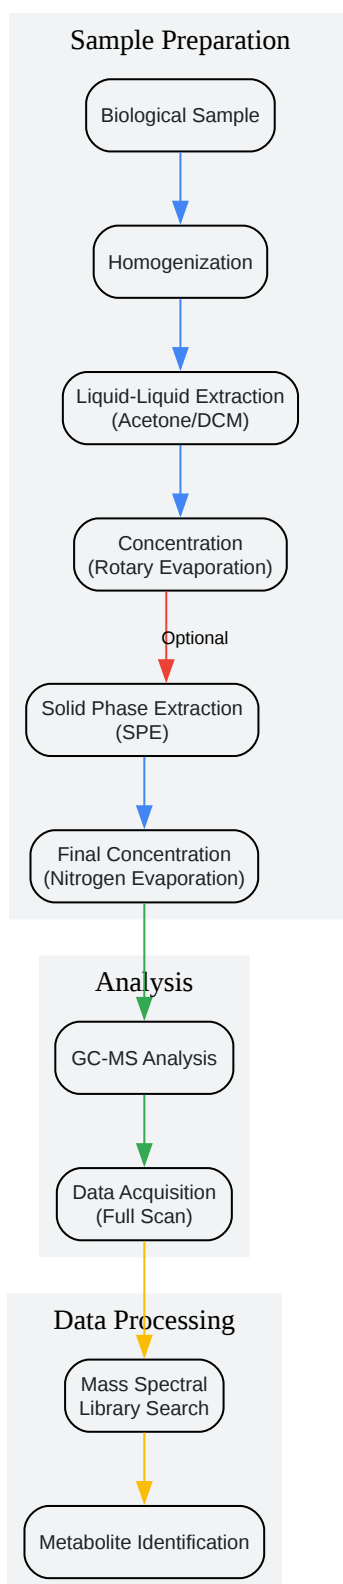 Sample Preparation
Biological Sample
Homogenization
Liquid-Liquid Extraction
(Acetone/DCM)
Concentration
(Rotary Evaporation)
Optional
Solid Phase Extraction
(SPE)
Final Concentration
(Nitrogen Evaporation)
Analysis
GC-MS Analysis
Data Acquisition
(Full Scan)
Data Processing
Mass Spectral
Library Search
Metabolite Identification